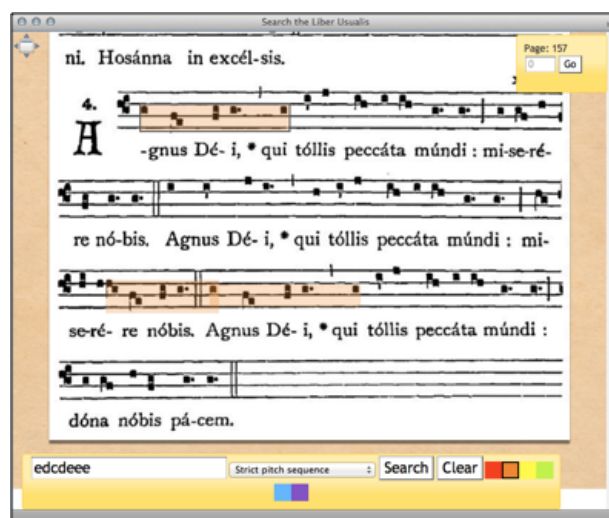 Search the Liber Usualis
Page: 157
0 Go
ni. Hosánna in excél-sis.
4.
A
-gnus Dé- i, * qui tóllis peccáta múndi : mi-se-ré-
re nó-bis. Agnus Dé- i, * qui tóllis peccáta múndi : mi-
se-ré- re nóbis. Agnus Dé- i, * qui tóllis peccáta múndi :
dóna nóbis pá-cem.
edcdeee Strict pitch sequence Search Clear